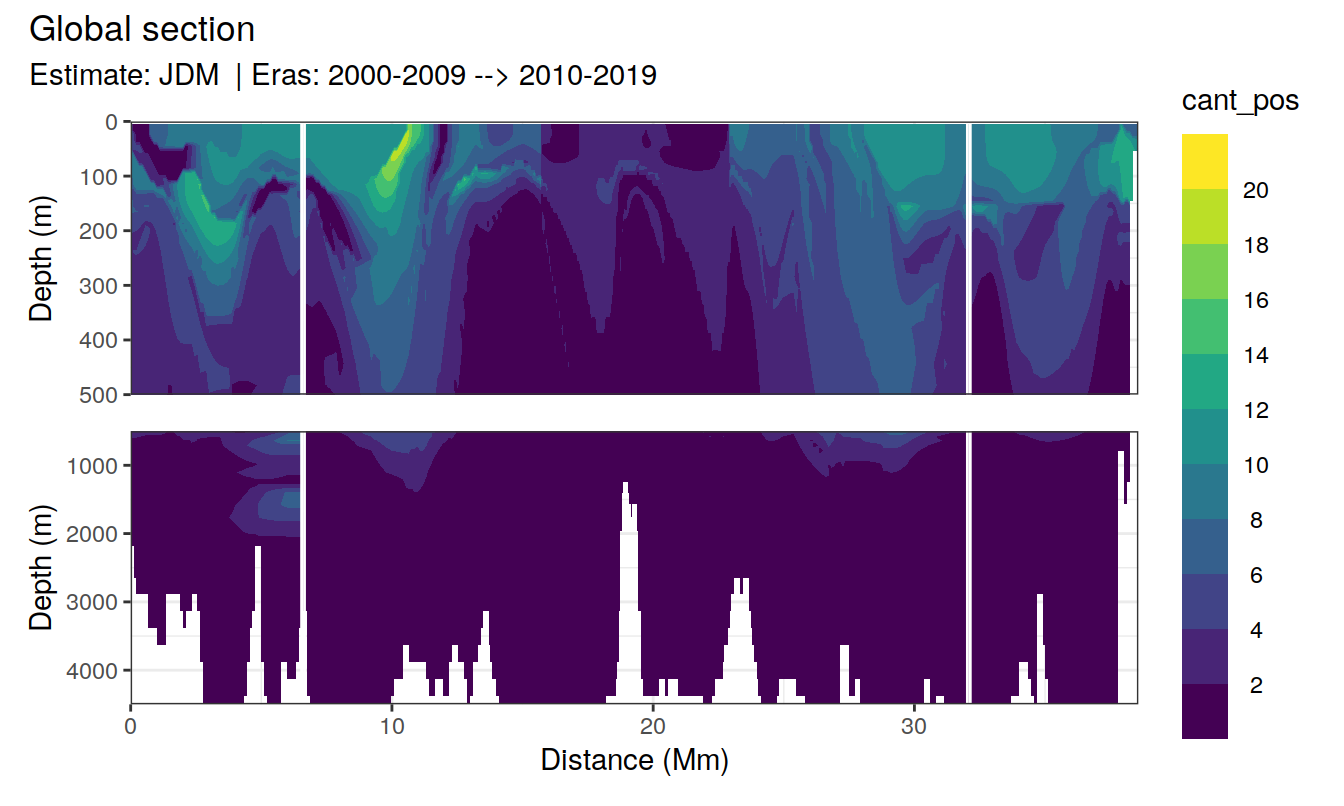 Global section
Estimate: JDM | Eras: 2000-2009 --> 2010-2019
cant_pos
20
18
16
14
12
10
8
6
4
2
Depth (m)
0
100
200
300
400
500
Depth (m)
1000
2000
3000
4000
0 10 20 30
Distance (Mm)